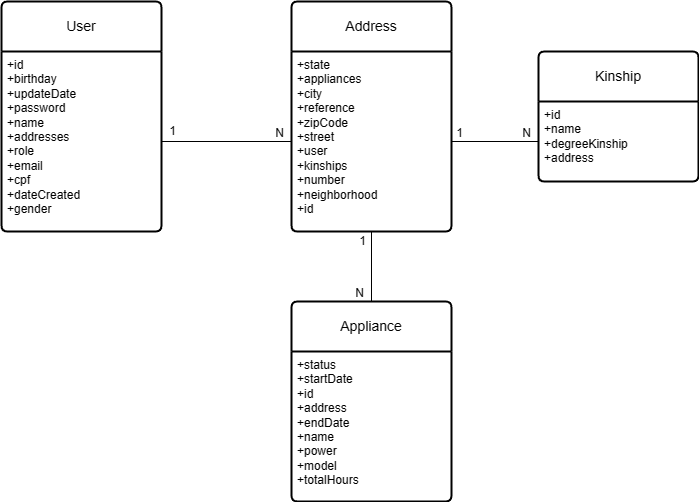 User
+id
+birthday
+updateDate
+password
+name
+addresses
+role
+email
+cpf
+dateCreated
+gender
1
N
Address
+state
+appliances
+city
+reference
+zipCode
+street
+user
+kinships
+number
+neighborhood
+id
1
N
Kinship
+id
+name
+degreeKinship
+address
1
N
Appliance
+status
+startDate
+id
+address
+endDate
+name
+power
+model
+totalHours